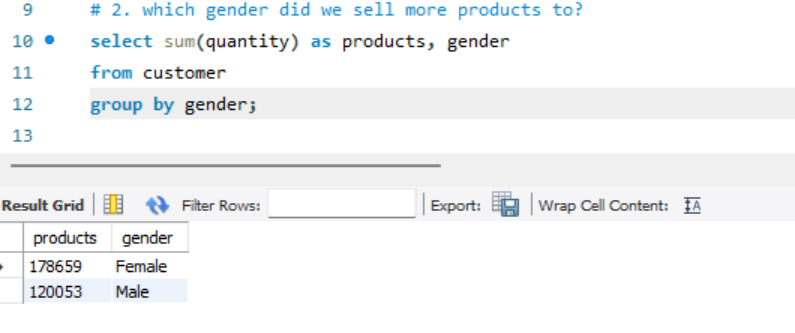 9 # 2. which gender did we sell more products to?
10 select sum(quantity) as products, gender
11 from customer
12 group by gender;
13
Result Grid Filter Rows: Export: Wrap Cell Content: IA
products gender
178659 Female
120053 Male